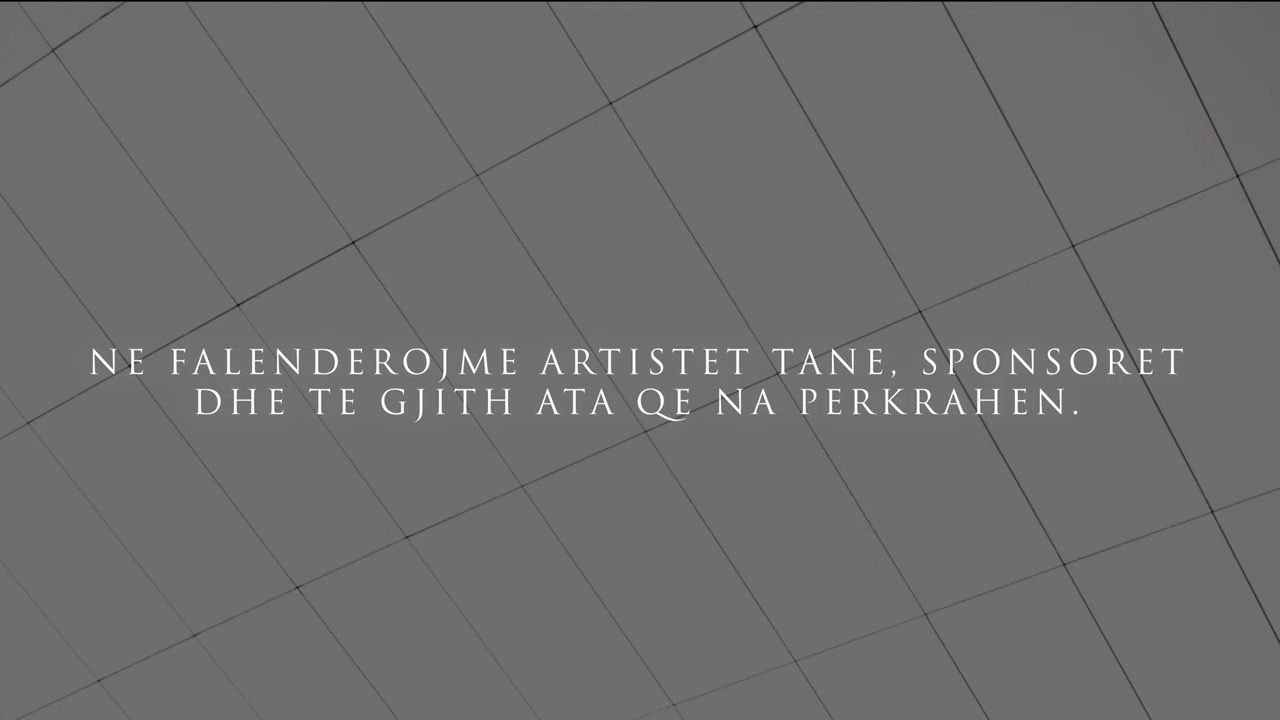 NE FALENDEROJME ARTISTET TANE, SPONSORET
DHE TE GJITH ATA QE NA PERKRAHEN.